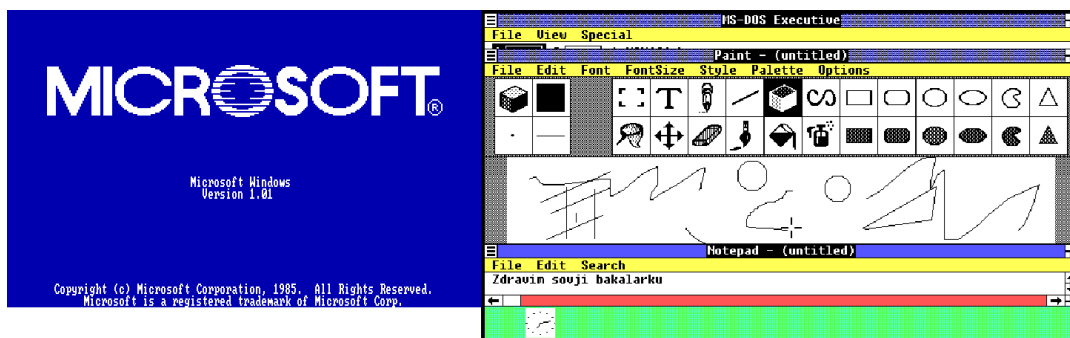 MICROSOFT®
Microsoft Windows
Version 1.01
Copyright (c) Microsoft Corporation, 1985. All Rights Reserved.
Microsoft is a registered trademark of Microsoft Corp.
MS-DOS Executive
File View Special
Paint - (untitled)
File Edit Font FontSize Style Palette Options
T
Notepad - (untitled)
File Edit Search
Zdravim sovji bakalarku